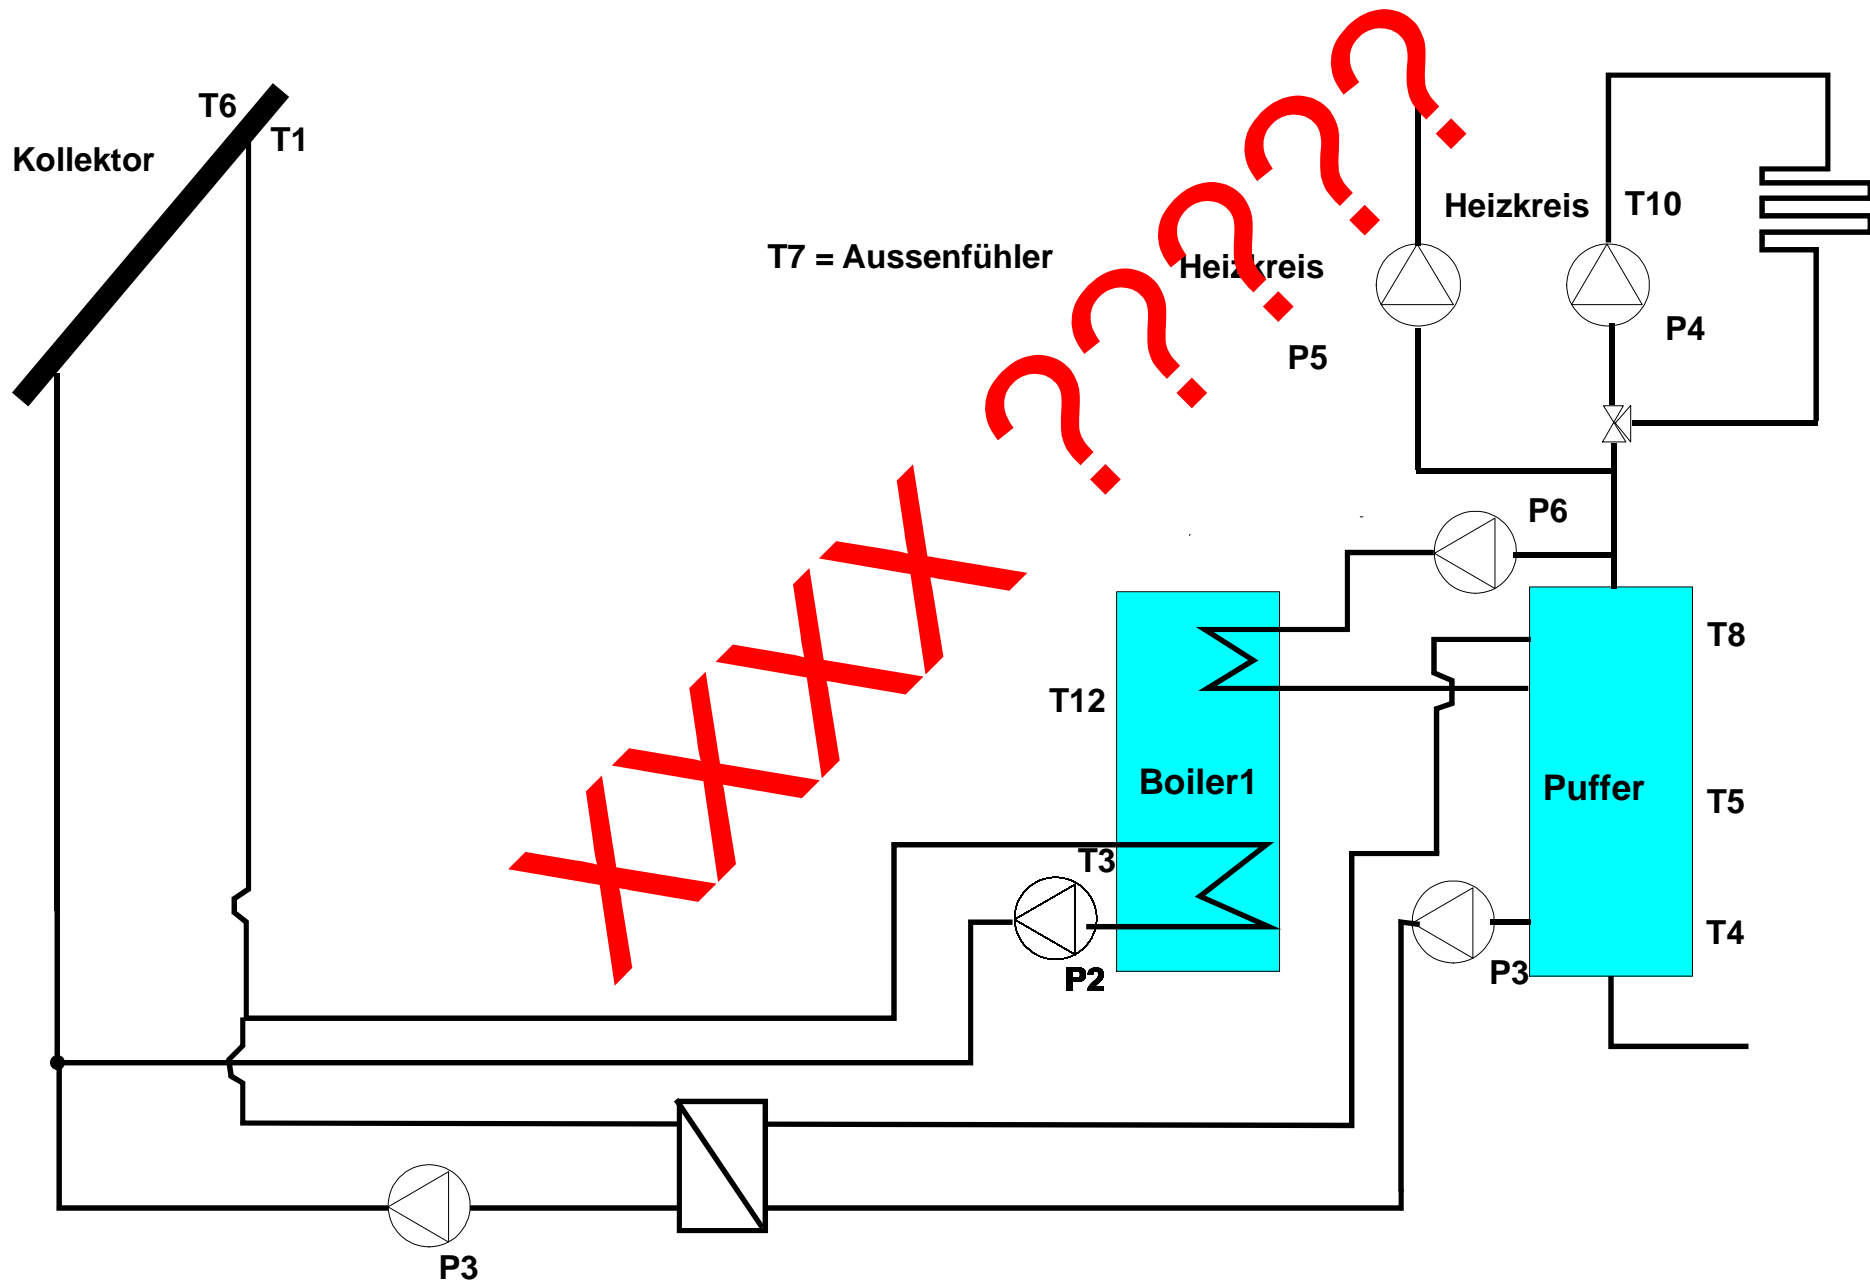 T6
T1
Kollektor
?????
XXXX
T7 = Aussenfühler
Heizkreis
P5
Heizkreis
T10
P4
P6
T8
T12
Boiler1
Puffer
T5
T3
T4
P2
P3
P3